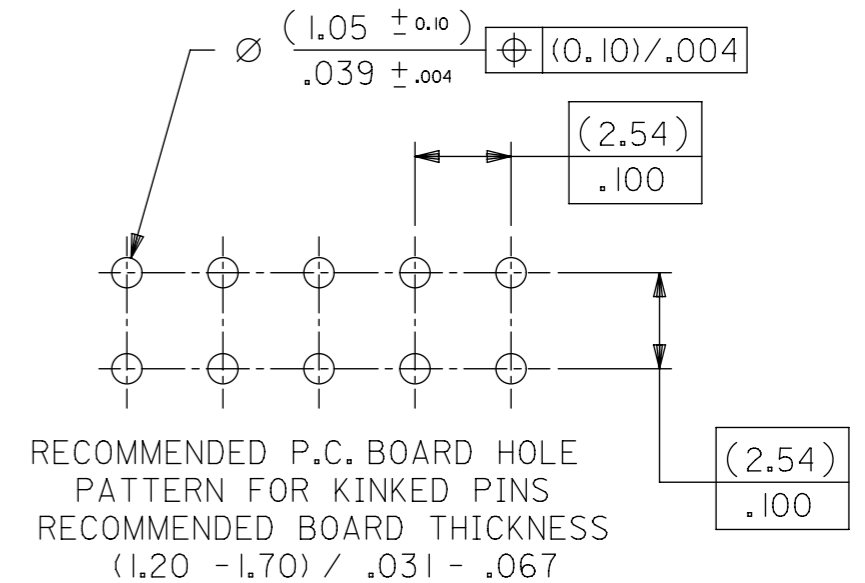 Ø (1.05 ± 0.10) ⌖ (0.10)/.004
.039 ± .004
(2.54)
.100
(2.54)
.100
RECOMMENDED P.C. BOARD HOLE
PATTERN FOR KINKED PINS
RECOMMENDED BOARD THICKNESS
(1.20 -1.70) / .031 - .067